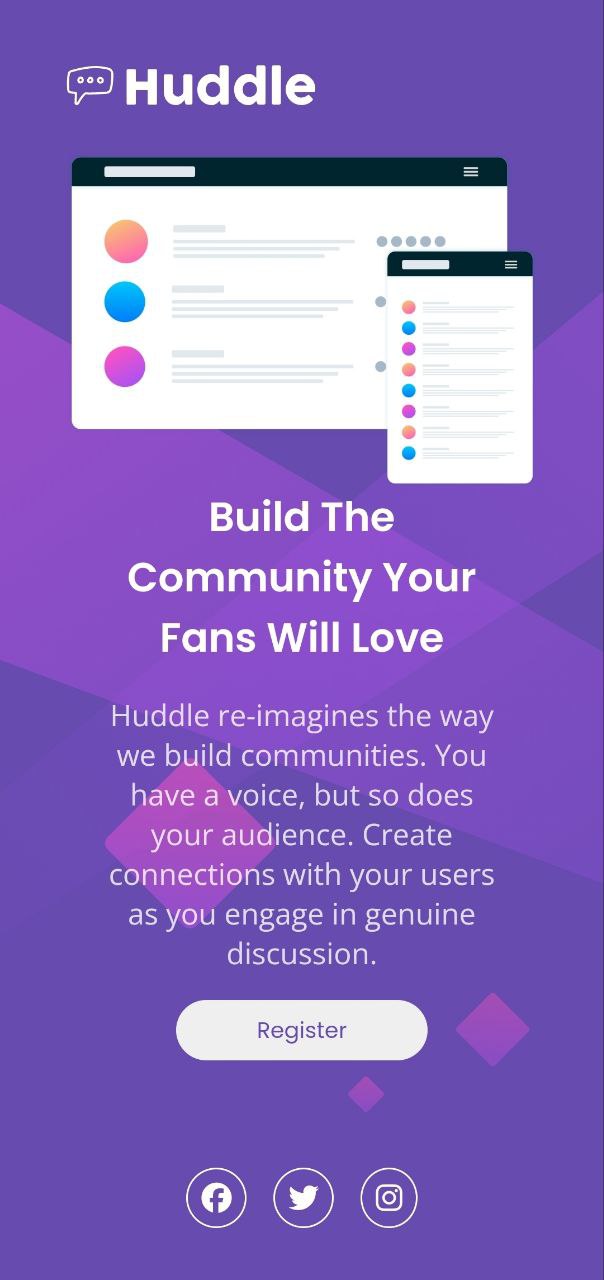 Huddle
Build The
Community Your
Fans Will Love
Huddle re-imagines the way
we build communities. You
have a voice, but so does
your audience. Create
connections with your users
as you engage in genuine
discussion.
Register